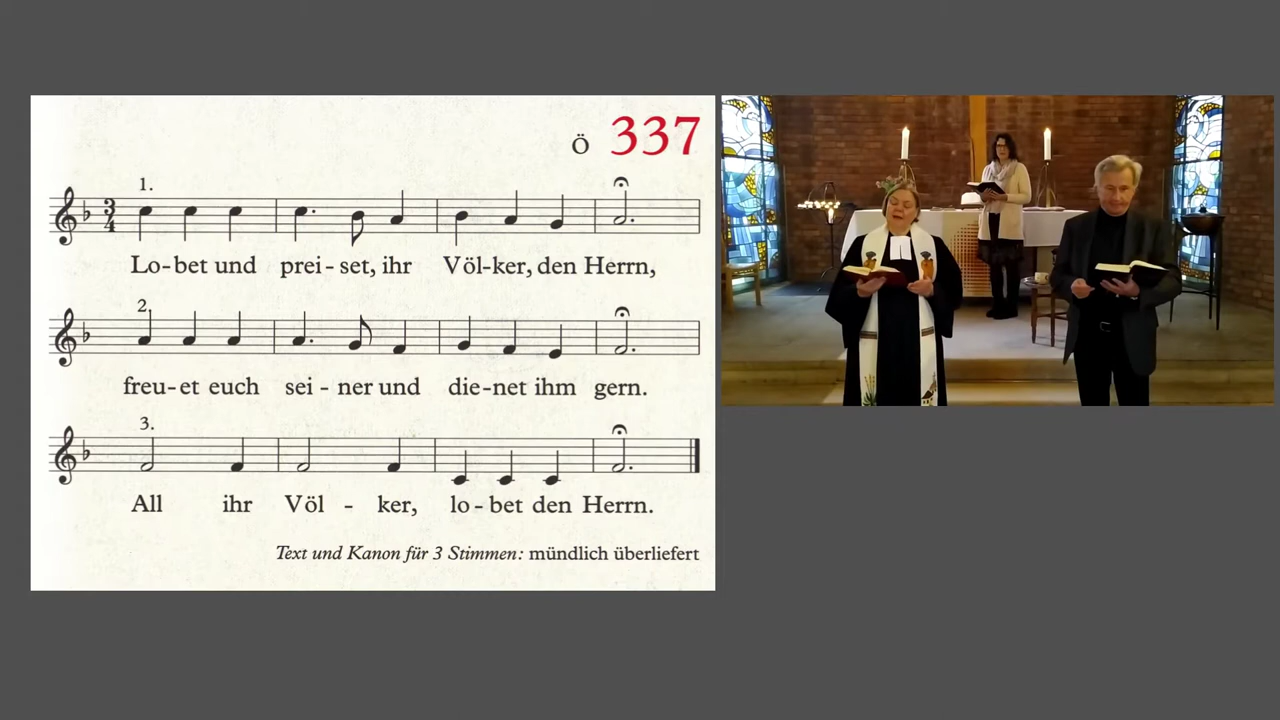 Ö 337
1.
3
4
Lo-bet und prei-set, ihr Völ-ker, den Herrn,
2.
freu-et euch sei-ner und die-net ihm gern.
3.
All ihr Völ-ker, lo-bet den Herrn.
Text und Kanon für 3 Stimmen: mündlich überliefert